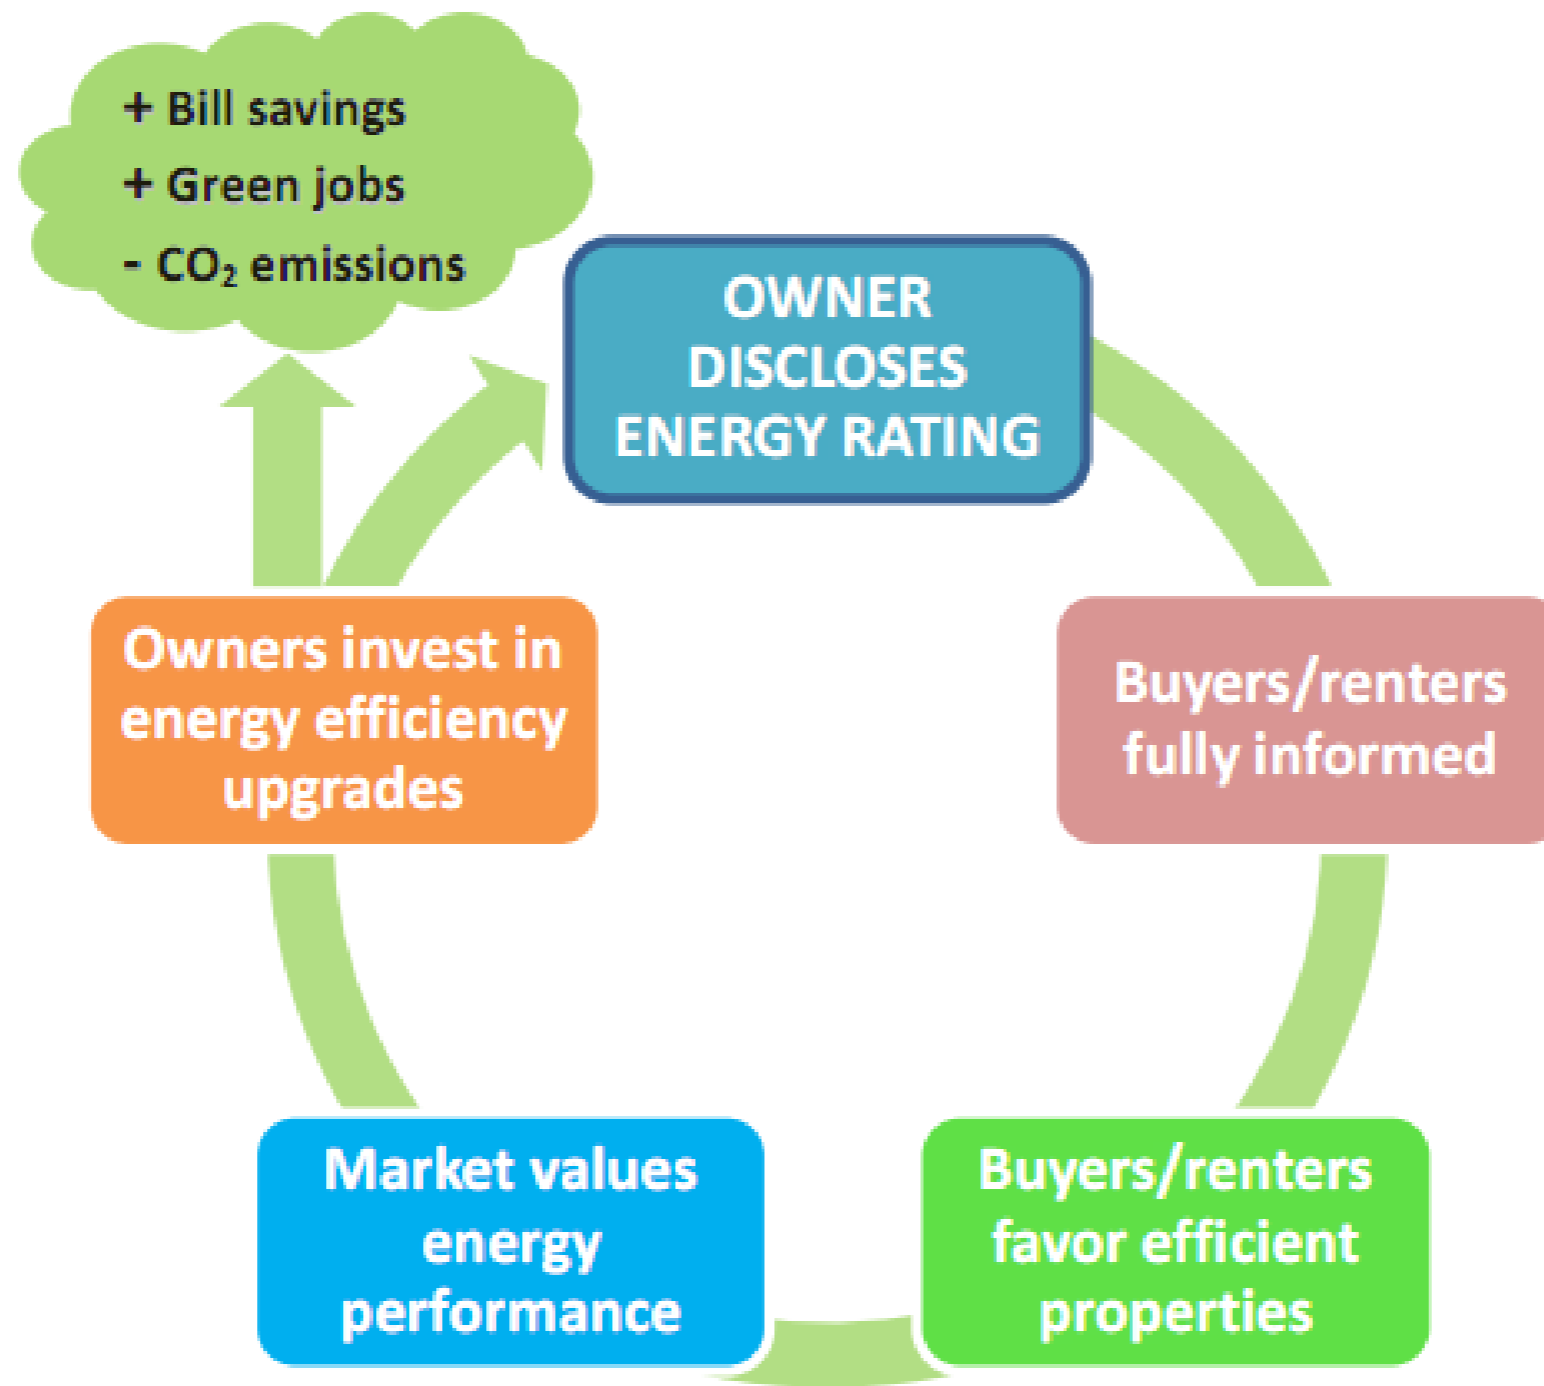 + Bill savings
+ Green jobs
- CO₂ emissions
OWNER
DISCLOSES
ENERGY RATING
Buyers/renters
fully informed
Buyers/renters
favor efficient
properties
Market values
energy
performance
Owners invest in
energy efficiency
upgrades